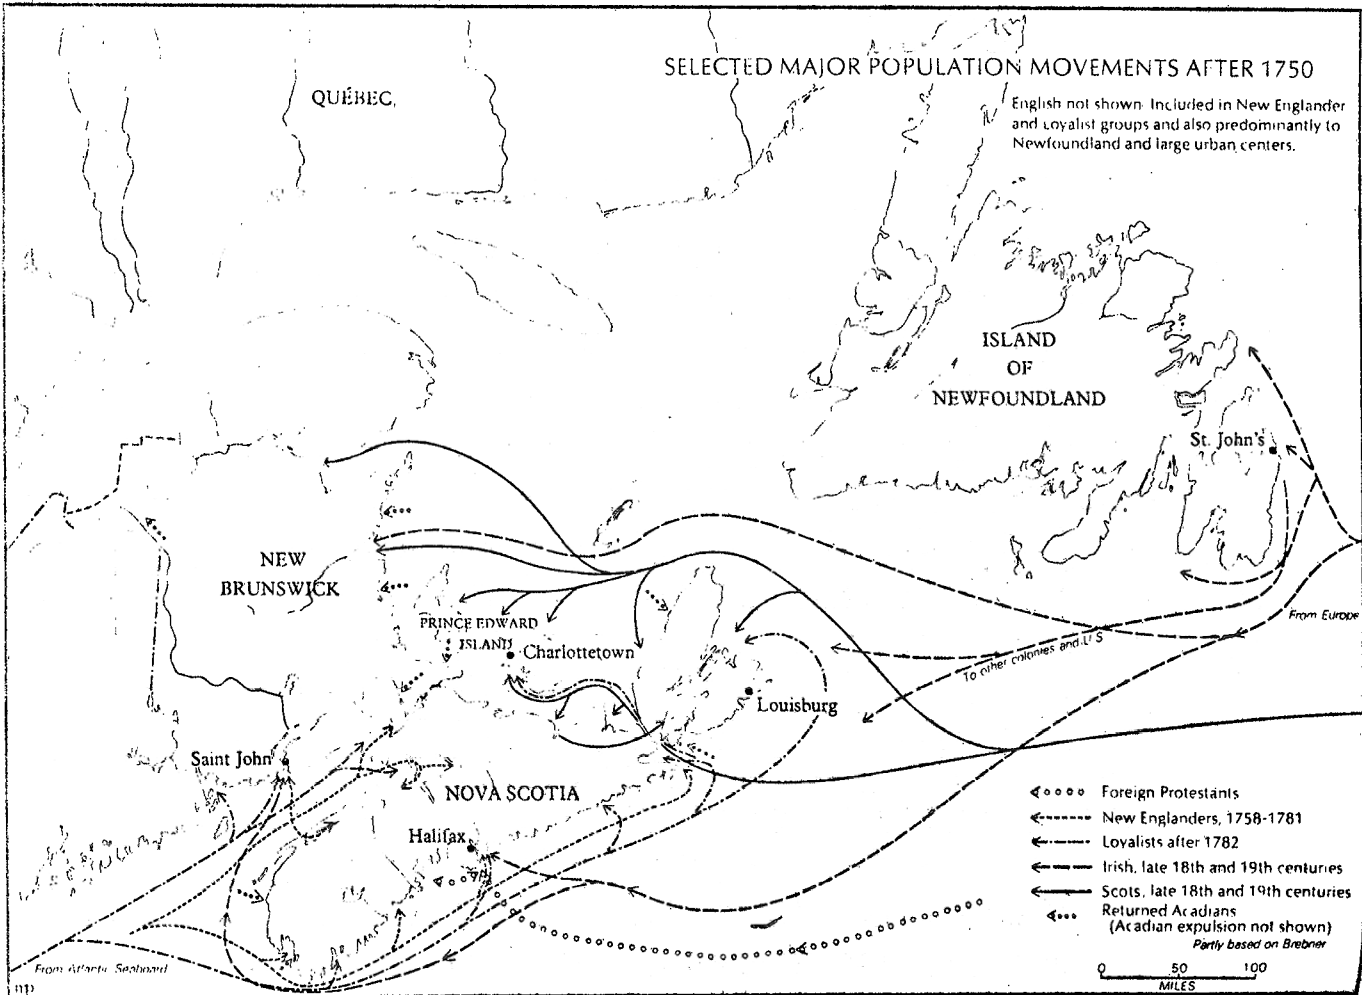 SELECTED MAJOR POPULATION MOVEMENTS AFTER 1750
English not shown. Included in New Englander
and Loyalist groups and also predominantly to
Newfoundland and large urban centers.
QUÉBEC
ISLAND
OF
NEWFOUNDLAND
St. John's
NEW
BRUNSWICK
PRINCE EDWARD
ISLAND
Charlottetown
From Europe
To other colonies and U S
Louisburg
Saint John
NOVA SCOTIA
Halifax
Foreign Protestants
New Englanders, 1758-1781
Loyalists after 1782
Irish, late 18th and 19th centuries
Scots, late 18th and 19th centuries
Returned Acadians
(Acadian expulsion not shown)
Partly based on Brebner
0 50 100
MILES
From Atlantic Seaboard